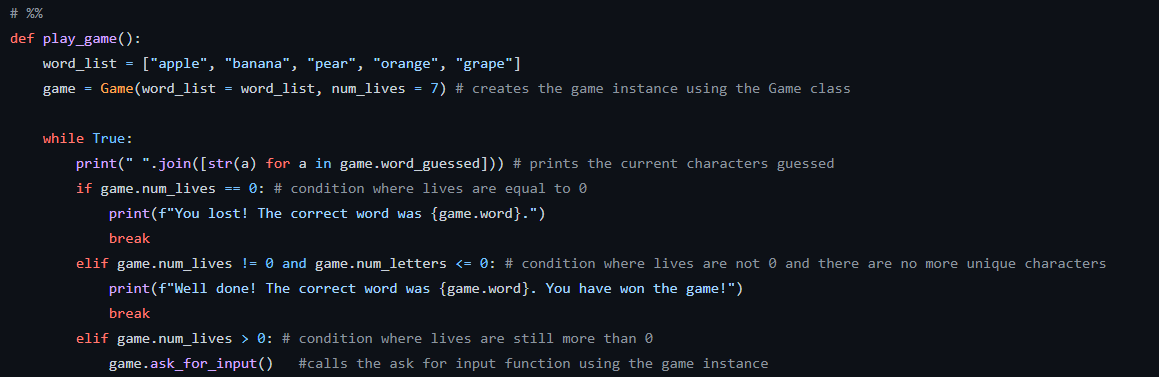 # %%
def play_game():
    word_list = ["apple", "banana", "pear", "orange", "grape"]
    game = Game(word_list = word_list, num_lives = 7) # creates the game instance using the Game class

    while True:
        print(" ".join([str(a) for a in game.word_guessed])) # prints the current characters guessed
        if game.num_lives == 0: # condition where lives are equal to 0
            print(f"You lost! The correct word was {game.word}.")
            break
        elif game.num_lives != 0 and game.num_letters <= 0: # condition where lives are not 0 and there are no more unique characters
            print(f"Well done! The correct word was {game.word}. You have won the game!")
            break
        elif game.num_lives > 0: # condition where lives are still more than 0
            game.ask_for_input()   #calls the ask for input function using the game instance